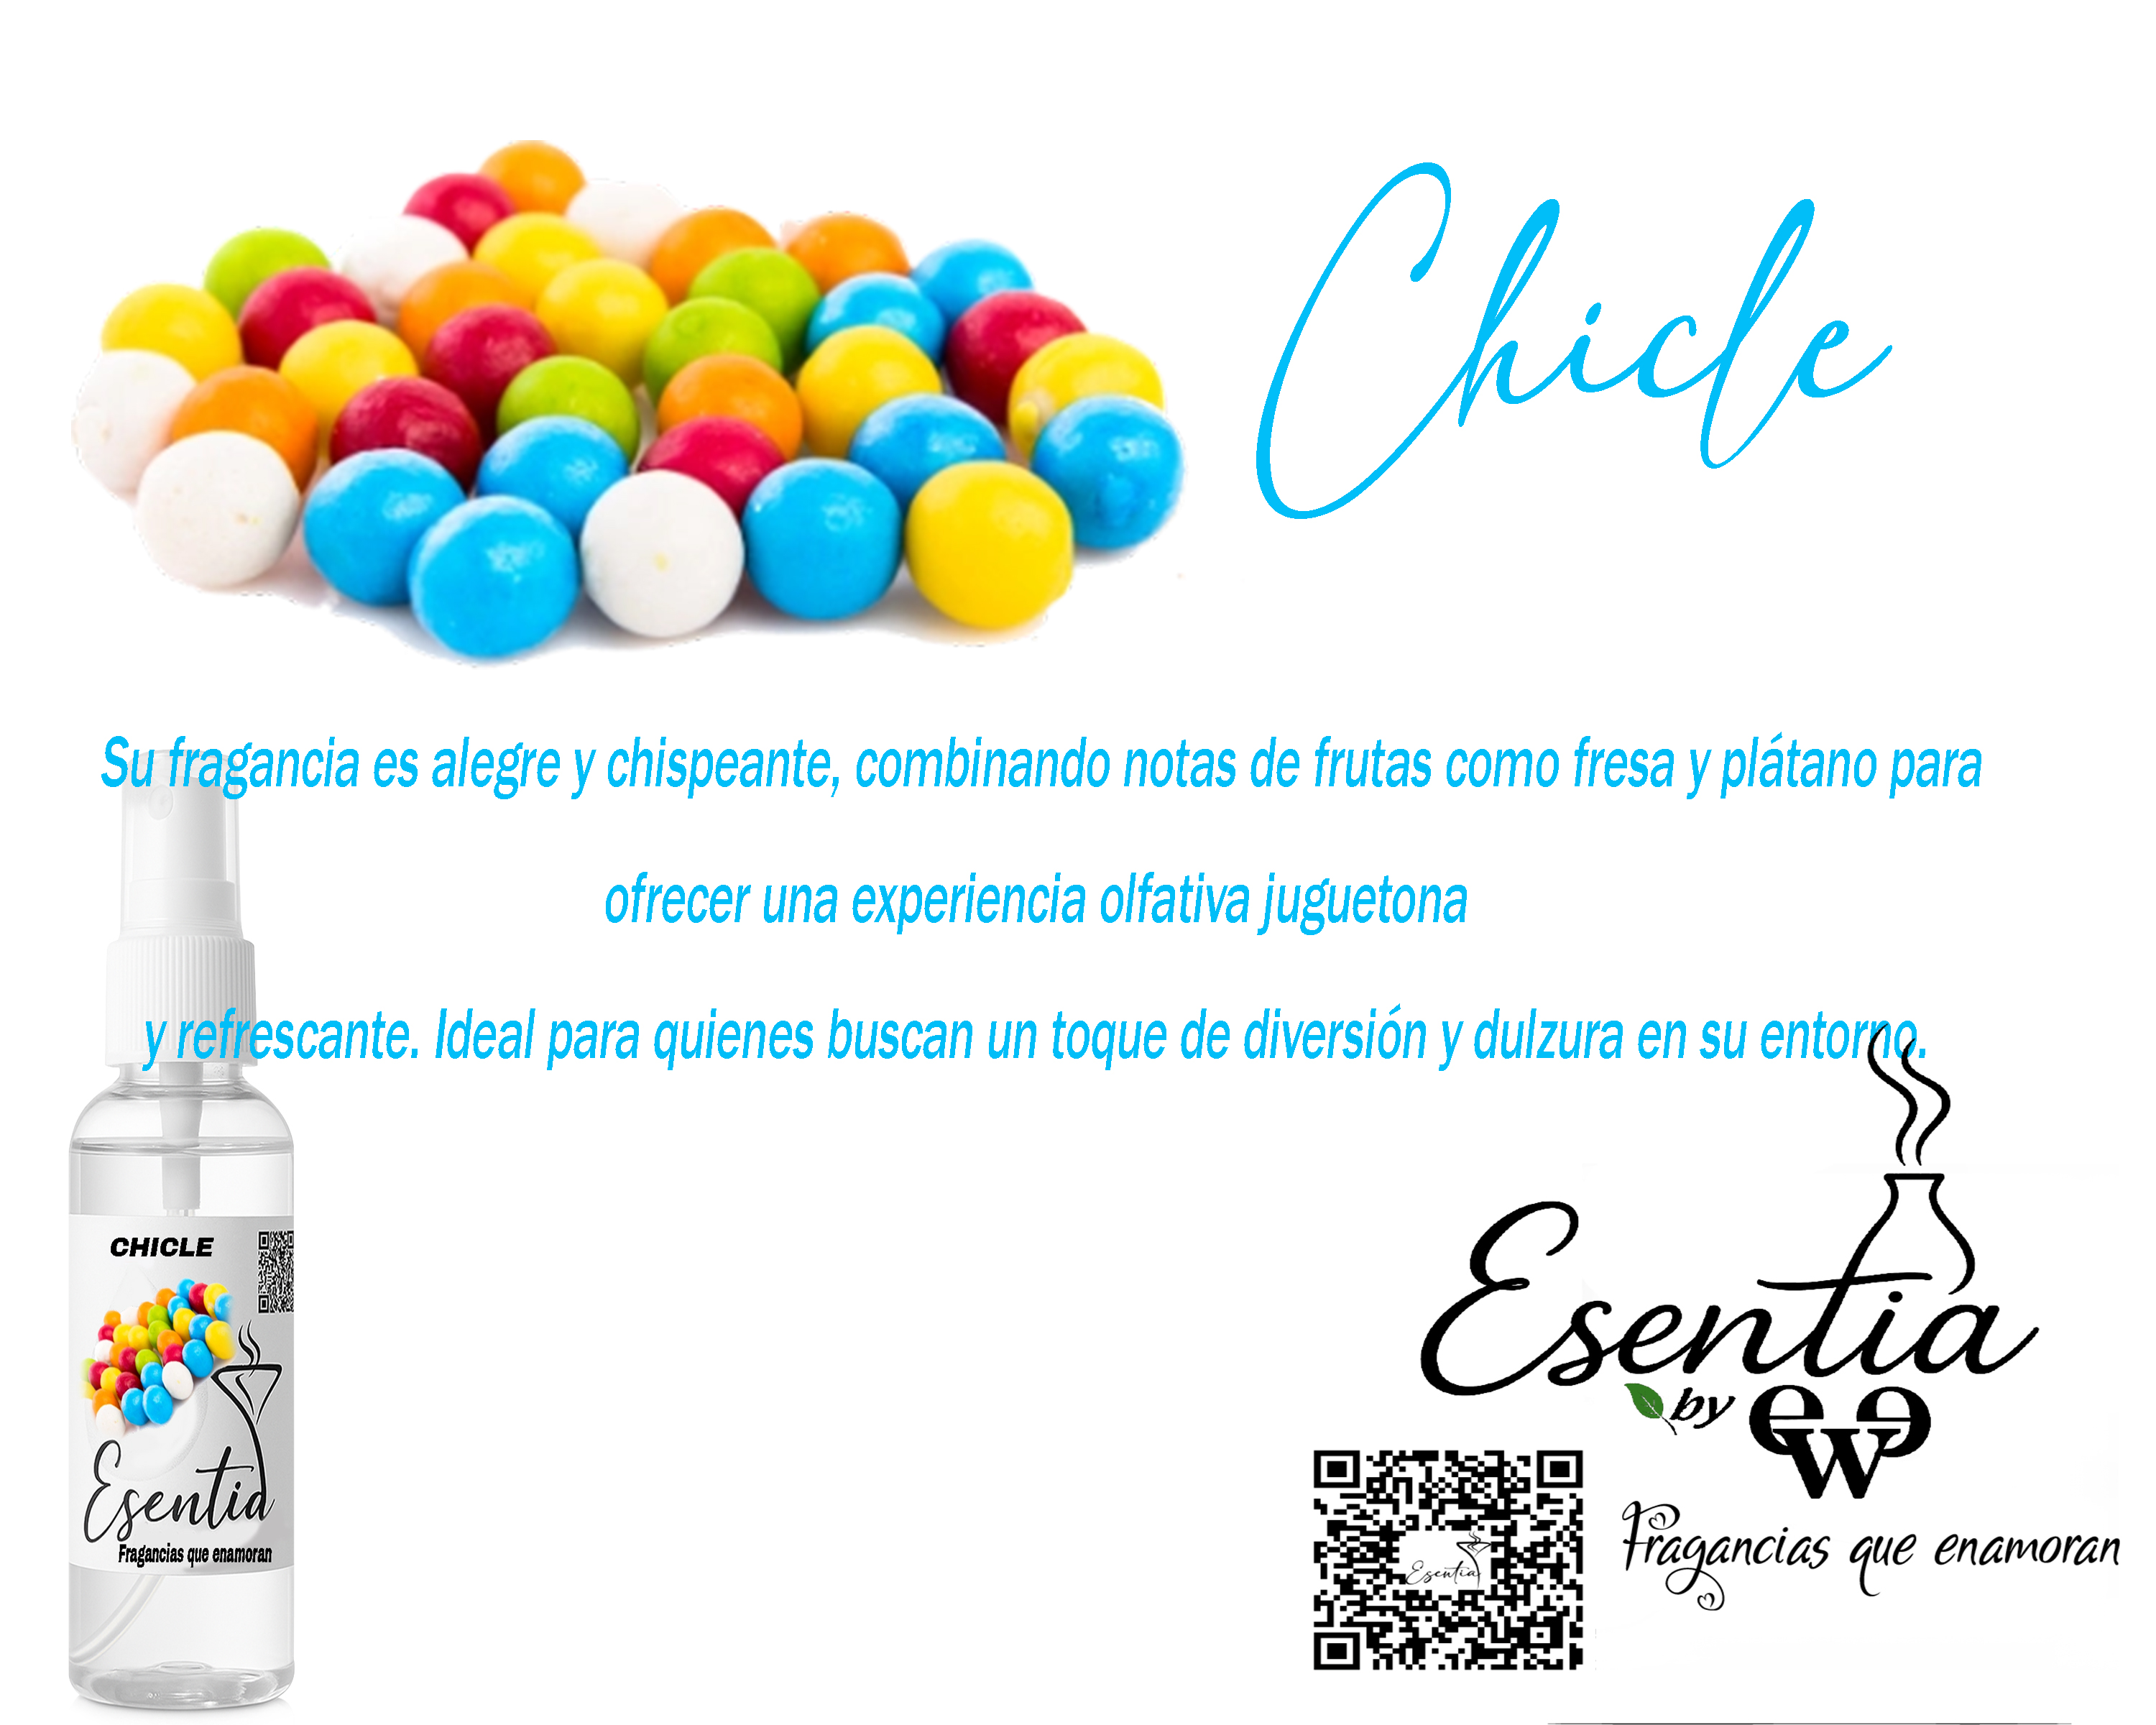 Chicle
Su fragancia es alegre y chispeante, combinando notas de frutas como fresa y plátano para
ofrecer una experiencia olfativa juguetona
y refrescante. Ideal para quienes buscan un toque de diversión y dulzura en su entorno.
CHICLE
Esentia
Fragancias que enamoran
Esentia
by ewe
Esentia
Fragancias que enamoran